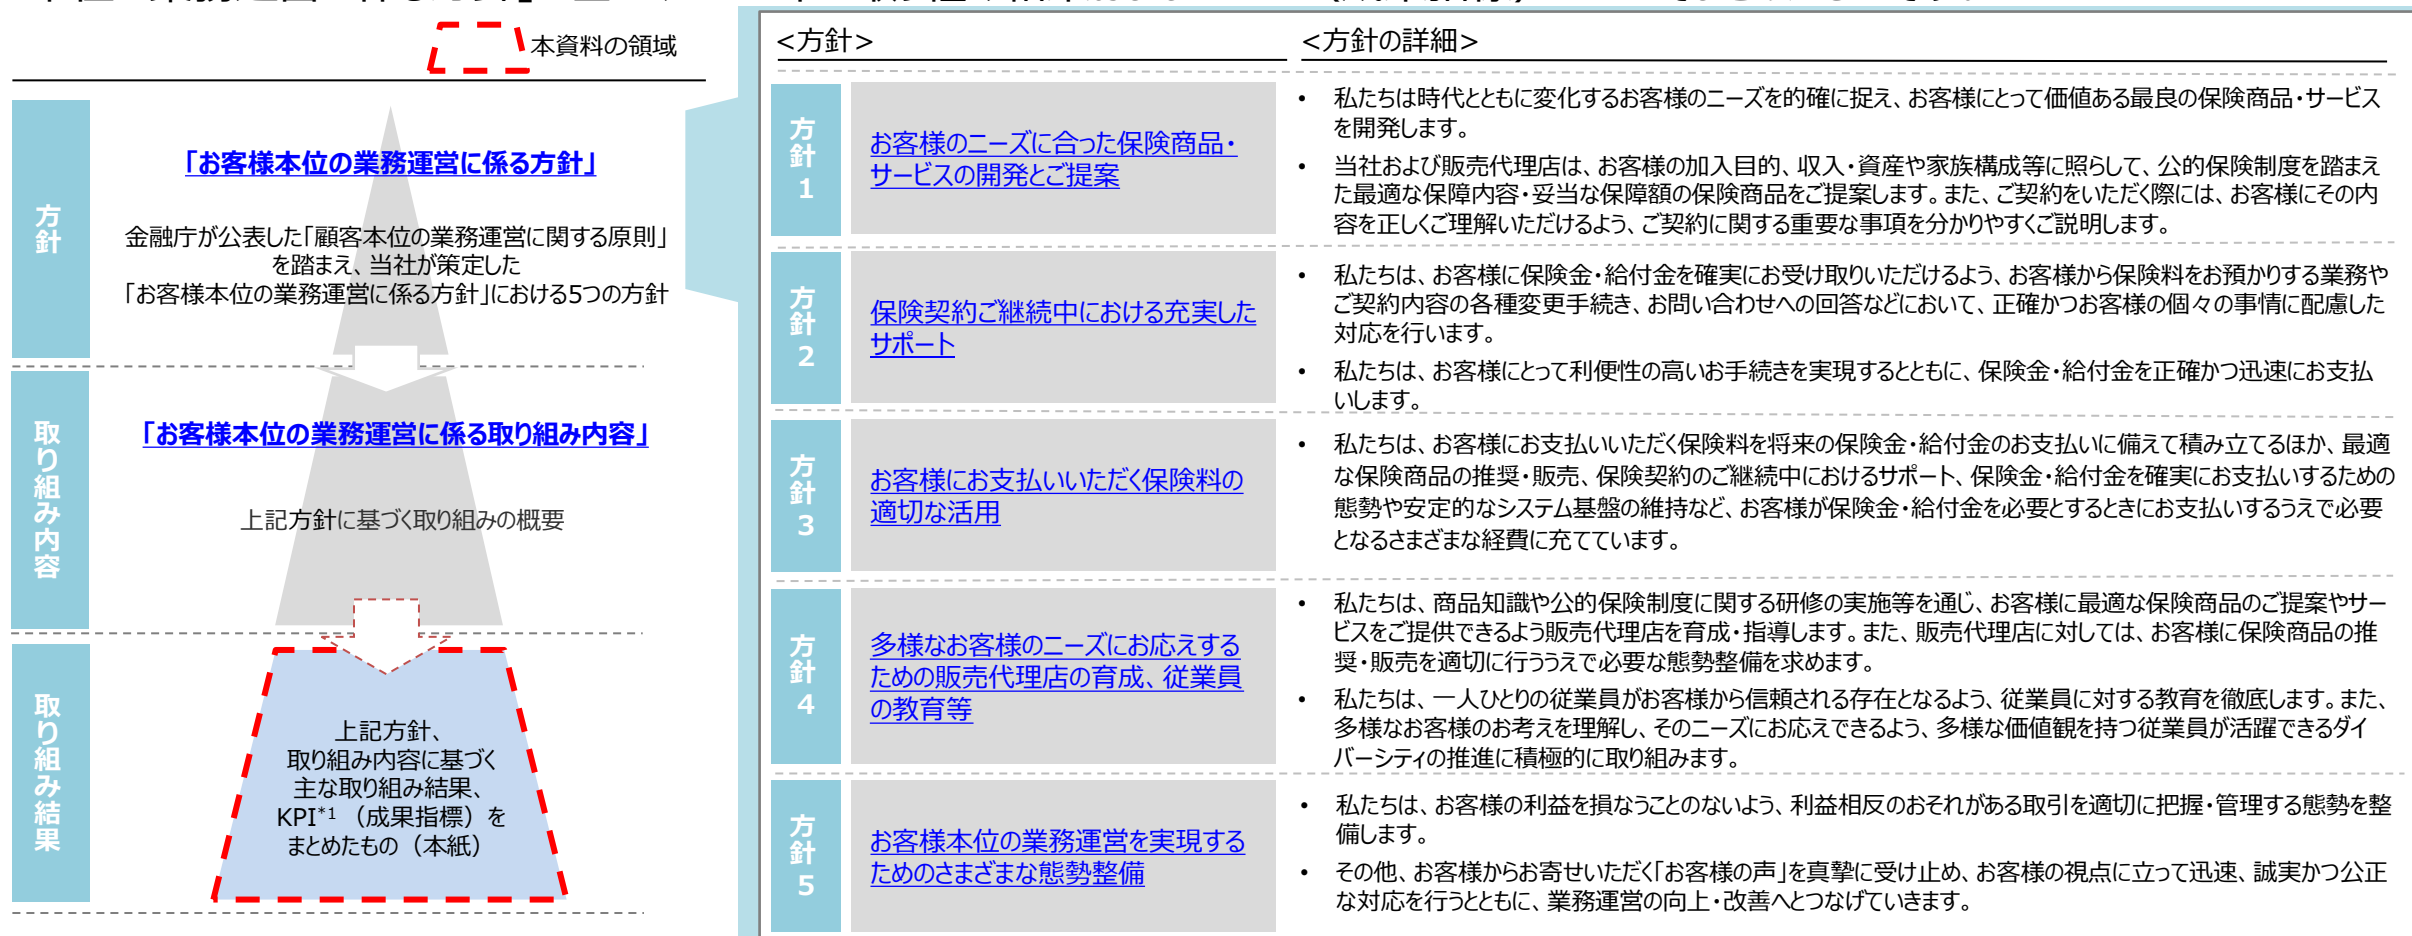 本資料の領域
方針
「お客様本位の業務運営に係る方針」
金融庁が公表した「顧客本位の業務運営に関する原則」
を踏まえ、当社が策定した
「お客様本位の業務運営に係る方針」における5つの方針
取り組み内容
「お客様本位の業務運営に係る取り組み内容」
上記方針に基づく取り組みの概要
取り組み結果
上記方針、
取り組み内容に基づく
主な取り組み結果、
KPI*1（成果指標）を
まとめたもの（本紙）
<方針>
<方針の詳細>
方針1
お客様のニーズに合った保険商品・
サービスの開発とご提案
• 私たちは時代とともに変化するお客様のニーズを的確に捉え、お客様にとって価値ある最良の保険商品・サービス
を開発します。
• 当社および販売代理店は、お客様の加入目的、収入・資産や家族構成等に照らして、公的保険制度を踏まえ
た最適な保障内容・妥当な保障額の保険商品をご提案します。また、ご契約をいただく際には、お客様にその内
容を正しくご理解いただけるよう、ご契約に関する重要な事項を分かりやすくご説明します。
方針2
保険契約ご継続中における充実した
サポート
• 私たちは、お客様に保険金・給付金を確実にお受け取りいただけるよう、お客様から保険料をお預かりする業務や
ご契約内容の各種変更手続き、お問い合わせへの回答などにおいて、正確かつお客様の個々の事情に配慮した
対応を行います。
• 私たちは、お客様にとって利便性の高いお手続きを実現するとともに、保険金・給付金を正確かつ迅速にお支払
いします。
方針3
お客様にお支払いいただく保険料の
適切な活用
• 私たちは、お客様にお支払いいただく保険料を将来の保険金・給付金のお支払いに備えて積み立てるほか、最適
な保険商品の推奨・販売、保険契約のご継続中におけるサポート、保険金・給付金を確実にお支払いするための
態勢や安定的なシステム基盤の維持など、お客様が保険金・給付金を必要とするときにお支払いするうえで必要
となるさまざまな経費に充てています。
方針4
多様なお客様のニーズにお応えする
ための販売代理店の育成、従業員
の教育等
• 私たちは、商品知識や公的保険制度に関する研修の実施等を通じ、お客様に最適な保険商品のご提案やサー
ビスをご提供できるよう販売代理店を育成・指導します。また、販売代理店に対しては、お客様に保険商品の推
奨・販売を適切に行ううえで必要な態勢整備を求めます。
• 私たちは、一人ひとりの従業員がお客様から信頼される存在となるよう、従業員に対する教育を徹底します。また、
多様なお客様のお考えを理解し、そのニーズにお応えできるよう、多様な価値観を持つ従業員が活躍できるダイ
バーシティの推進に積極的に取り組みます。
方針5
お客様本位の業務運営を実現する
ためのさまざまな態勢整備
• 私たちは、お客様の利益を損なうことのないよう、利益相反のおそれがある取引を適切に把握・管理する態勢を整
備します。
• その他、お客様からお寄せいただく「お客様の声」を真摯に受け止め、お客様の視点に立って迅速、誠実かつ公正
な対応を行うとともに、業務運営の向上・改善へとつなげていきます。